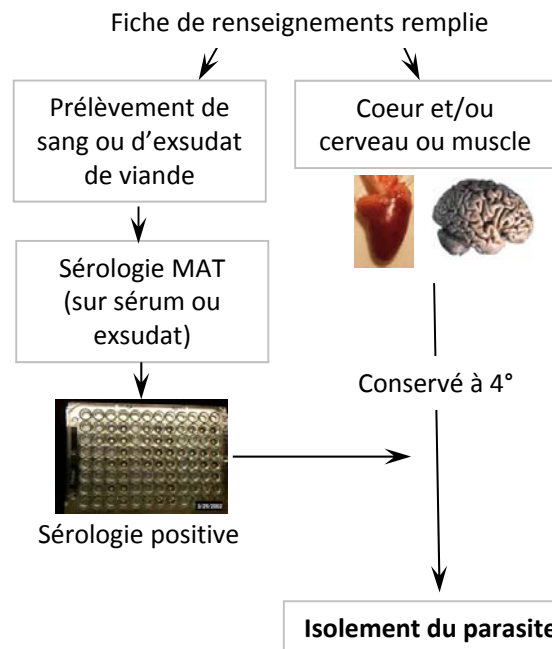 Fiche de renseignements remplie
Prélèvement de
sang ou d'exsudat
de viande
Coeur et/ou
cerveau ou muscle
Sérologie MAT
(sur sérum ou
exsudat)
Conservé à 4°
Sérologie positive
Isolement du parasite